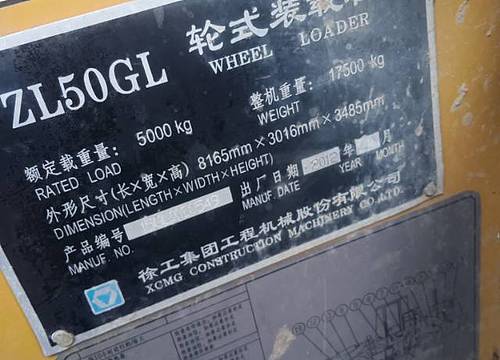 ZL50GL 轮式装载
WHEEL LOADER
额定载重量: 5000 kg 整机重量: 17500 kg
RATED LOAD WEIGHT
外形尺寸(长×宽×高) 8165mm×3016mm×3485mm
DIMENSION(LENGTH×WIDTH×HEIGHT)
产品编号 出厂日期 年 月
MANUF. NO. MANUF. DATE YEAR MONTH
徐工集团工程机械股份有限公司
XCMG CONSTRUCTION MACHINERY CO.,LTD.